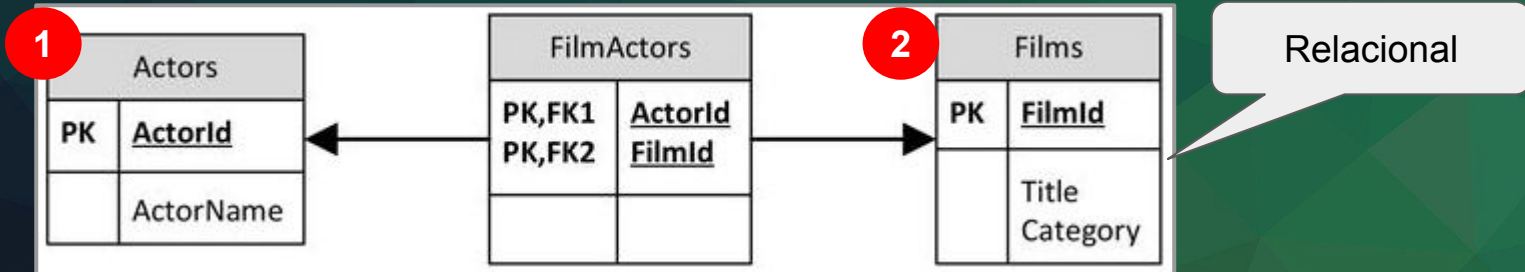 1
Actors
PK ActorId
ActorName
FilmActors
PK,FK1 ActorId
PK,FK2 FilmId
2
Films
PK FilmId
Title
Category
Relacional